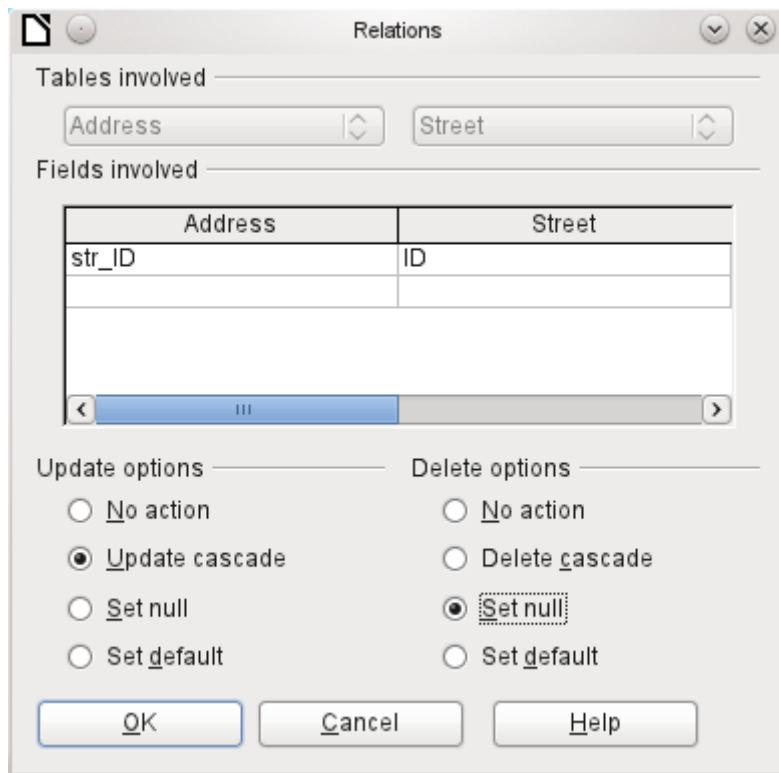 Relations
Tables involved
Address Street
Fields involved
Address Street
str_ID ID
Update options Delete options
No action No action
Update cascade Delete cascade
Set null Set null
Set default Set default
OK Cancel Help